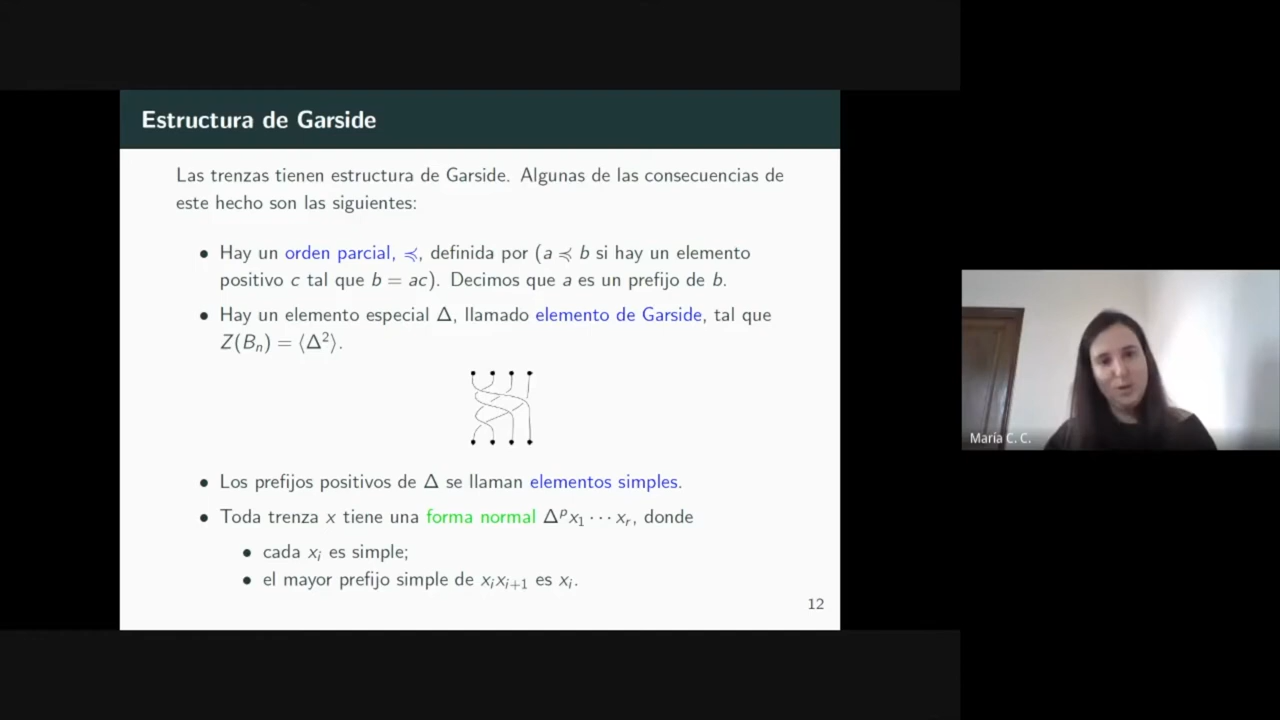 Estructura de Garside
Las trenzas tienen estructura de Garside. Algunas de las consecuencias de
este hecho son las siguientes:
• Hay un orden parcial, ≼, definida por (a ≼ b si hay un elemento
positivo c tal que b = ac). Decimos que a es un prefijo de b.
• Hay un elemento especial Δ, llamado elemento de Garside, tal que
Z(Bₙ) = ⟨Δ²⟩.
• Los prefijos positivos de Δ se llaman elementos simples.
• Toda trenza x tiene una forma normal Δᵖx₁ ⋯ xᵣ, donde
• cada xᵢ es simple;
• el mayor prefijo simple de xᵢxᵢ₊₁ es xᵢ.
12
María C. C.